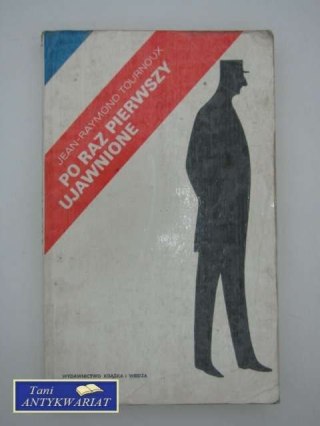 JEAN-RAYMOND TOURNOUX
PO RAZ PIERWSZY
UJAWNIONE
WYDAWNICTWO KSIĄŻKA I WIEDZA
Tani
ANTYKWARIAT